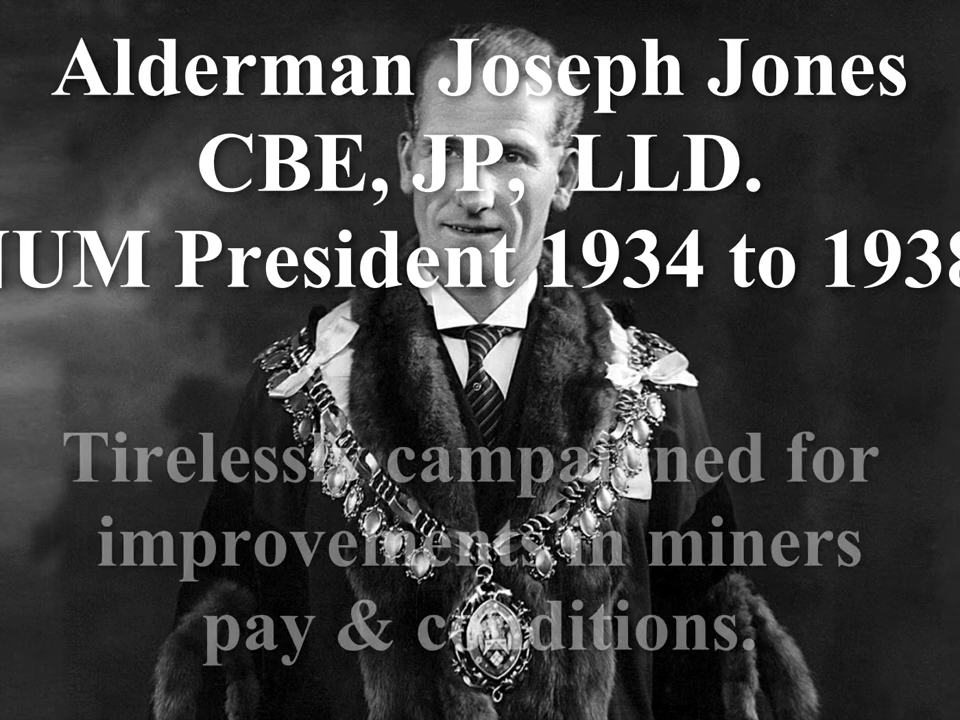 Alderman Joseph Jones
CBE, JP, LLD.
NUM President 1934 to 1938
Tirelessly campaigned for
improvements in miners
pay & conditions.